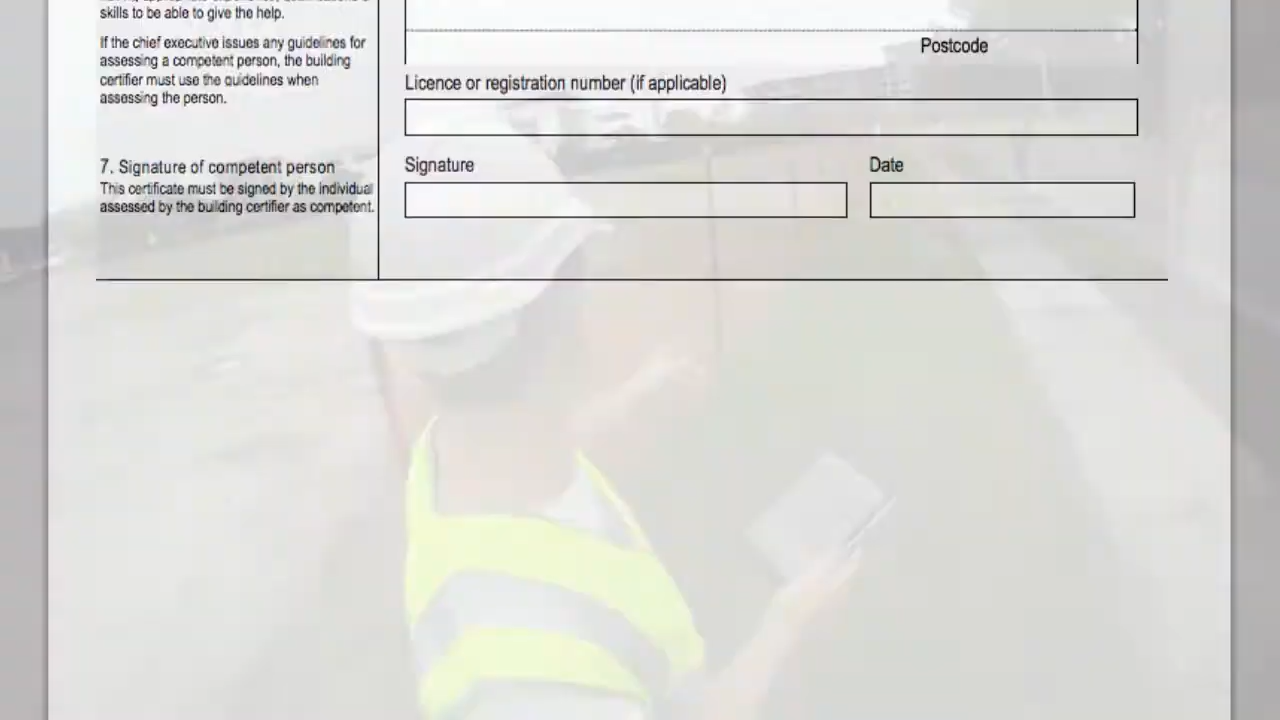 skills to be able to give the help.
If the chief executive issues any guidelines for
assessing a competent person, the building
certifier must use the guidelines when
assessing the person.
Postcode
Licence or registration number (if applicable)
7. Signature of competent person
This certificate must be signed by the individual
assessed by the building certifier as competent.
Signature
Date